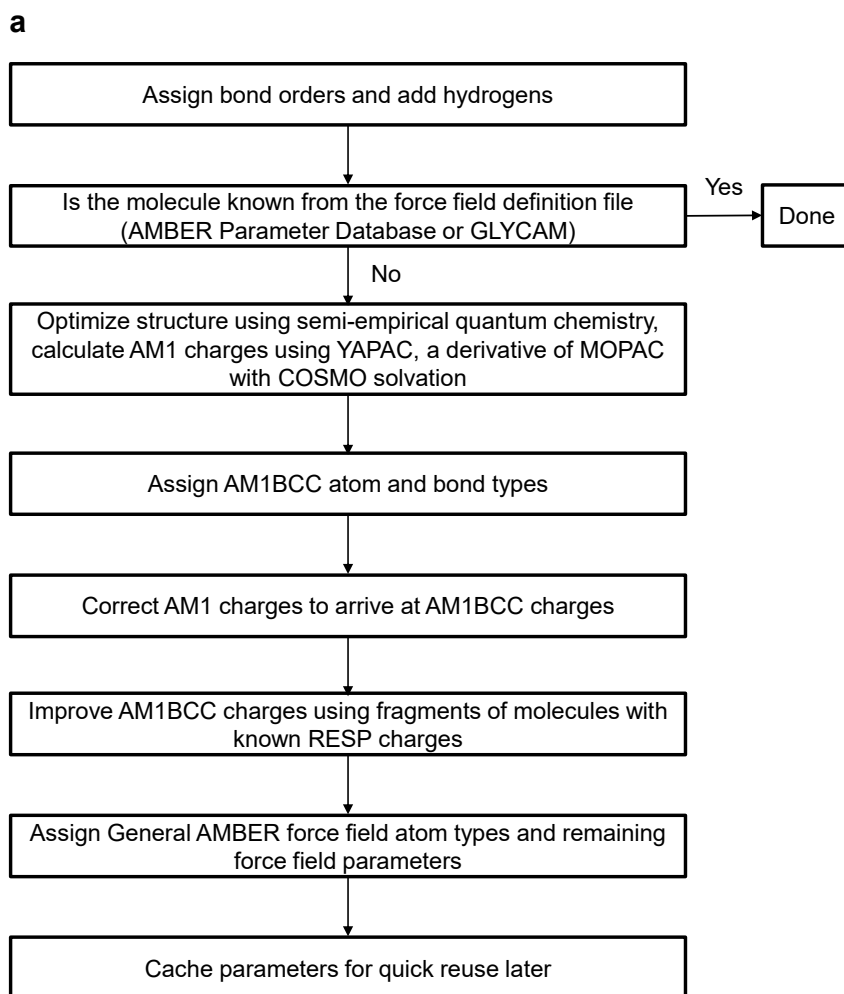 a
Assign bond orders and add hydrogens
Is the molecule known from the force field definition file
(AMBER Parameter Database or GLYCAM)
Yes
Done
No
Optimize structure using semi-empirical quantum chemistry,
calculate AM1 charges using YAPAC, a derivative of MOPAC
with COSMO solvation
Assign AM1BCC atom and bond types
Correct AM1 charges to arrive at AM1BCC charges
Improve AM1BCC charges using fragments of molecules with
known RESP charges
Assign General AMBER force field atom types and remaining
force field parameters
Cache parameters for quick reuse later